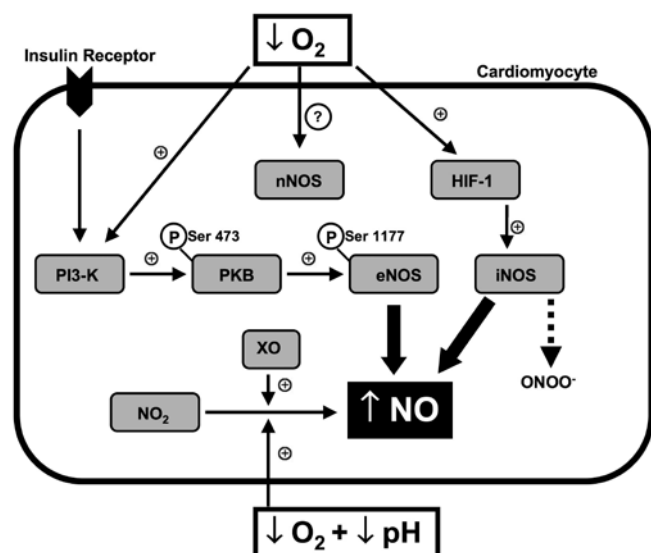 ↓ O₂
Insulin Receptor
Cardiomyocyte
⊕
?
⊕
nNOS
HIF-1
P Ser 473
P Ser 1177
⊕
PI3-K
⊕
PKB
⊕
eNOS
iNOS
XO
ONOO⁻
⊕
NO₂
↑ NO
⊕
↓ O₂ + ↓ pH